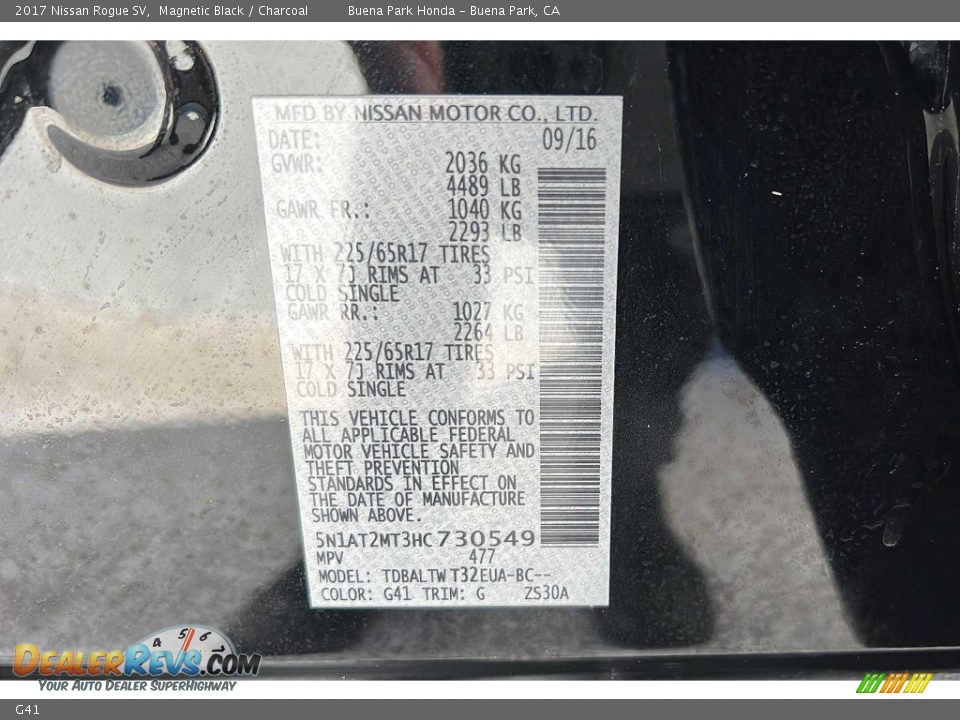 2017 Nissan Rogue SV, Magnetic Black / Charcoal Buena Park Honda - Buena Park, CA
MFD BY NISSAN MOTOR CO., LTD.
DATE: 09/16
GVWR: 2036 KG
4489 LB
GAWR FR.: 1040 KG
2293 LB
WITH 225/65R17 TIRES
17 X 7J RIMS AT 33 PSI
COLD SINGLE
GAWR RR.: 1027 KG
2264 LB
WITH 225/65R17 TIRES
17 X 7J RIMS AT 33 PSI
COLD SINGLE
THIS VEHICLE CONFORMS TO
ALL APPLICABLE FEDERAL
MOTOR VEHICLE SAFETY AND
THEFT PREVENTION
STANDARDS IN EFFECT ON
THE DATE OF MANUFACTURE
SHOWN ABOVE.
5N1AT2MT3HC730549
MPV 477
MODEL: TDBALTWT32EUA-BC--
COLOR: G41 TRIM: G ZS30A
4 5 6
DEALERREVS.COM
YOUR AUTO DEALER SUPERHIGHWAY
G41